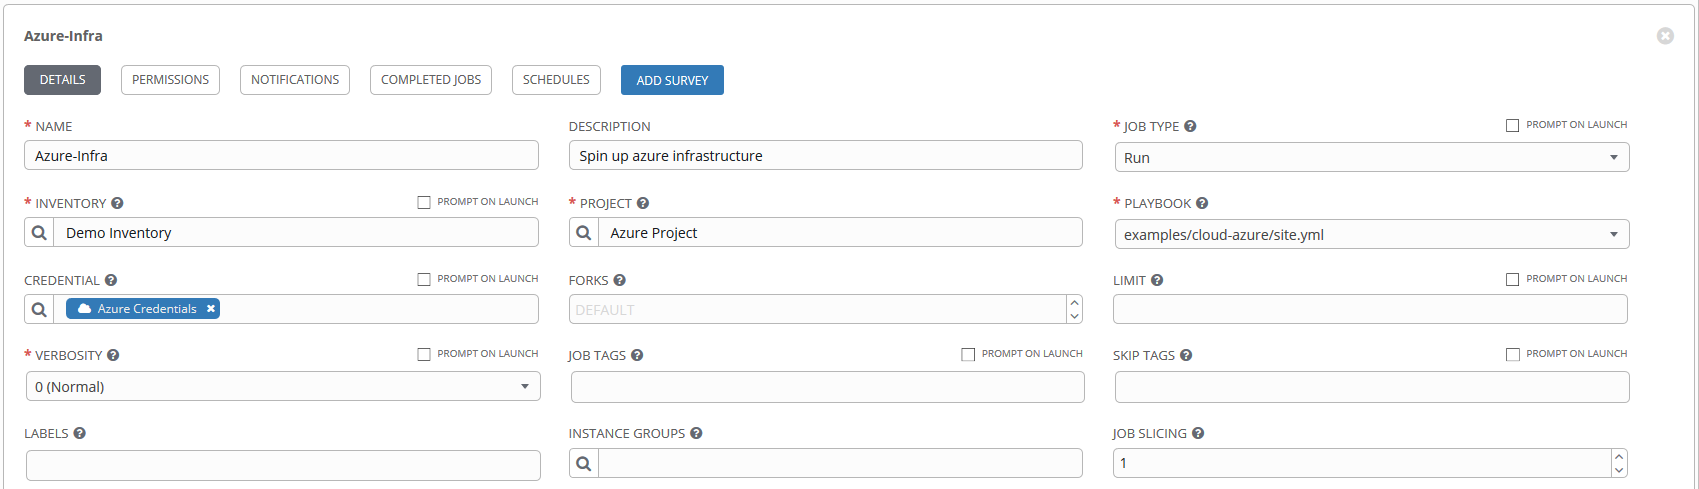 Azure-Infra
DETAILS PERMISSIONS NOTIFICATIONS COMPLETED JOBS SCHEDULES ADD SURVEY
* NAME DESCRIPTION * JOB TYPE ? PROMPT ON LAUNCH
Azure-Infra Spin up azure infrastructure Run
* INVENTORY ? PROMPT ON LAUNCH * PROJECT ? * PLAYBOOK ?
Demo Inventory Azure Project examples/cloud-azure/site.yml
CREDENTIAL ? PROMPT ON LAUNCH FORKS ? LIMIT ? PROMPT ON LAUNCH
Azure Credentials DEFAULT
* VERBOSITY ? PROMPT ON LAUNCH JOB TAGS ? PROMPT ON LAUNCH SKIP TAGS ? PROMPT ON LAUNCH
0 (Normal)
LABELS ? INSTANCE GROUPS ? JOB SLICING ?
1